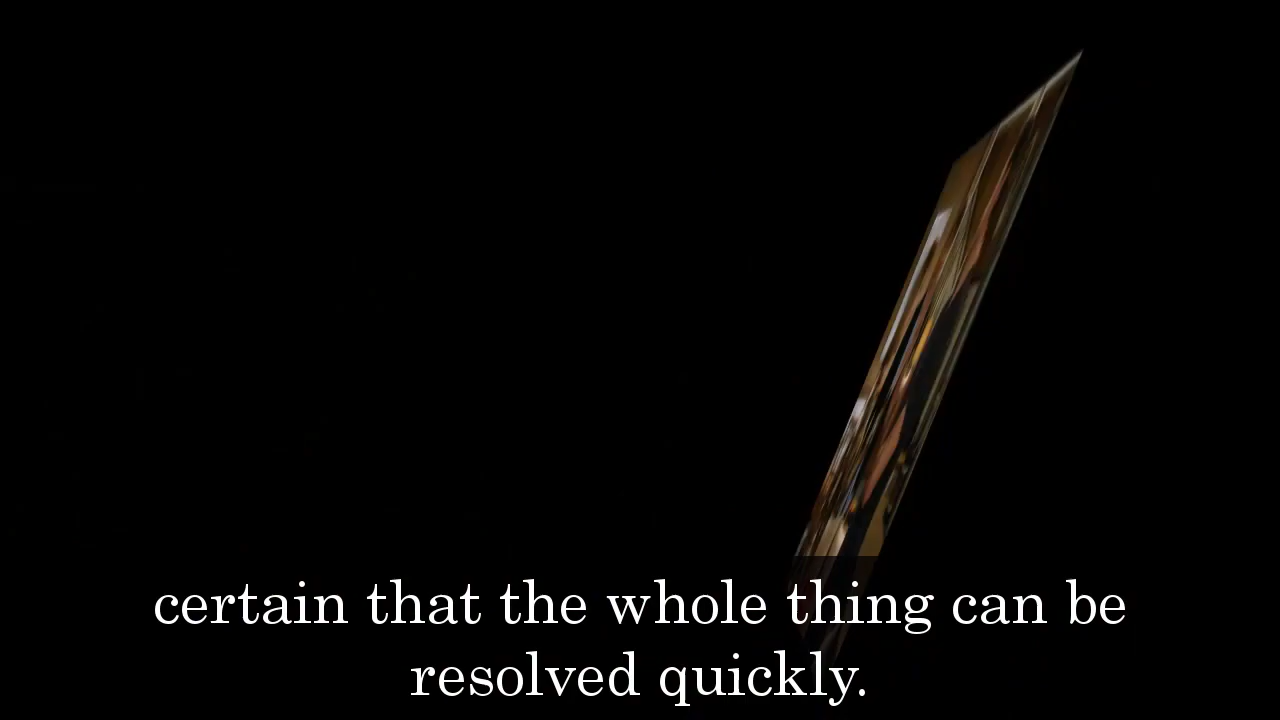 certain that the whole thing can be
resolved quickly.